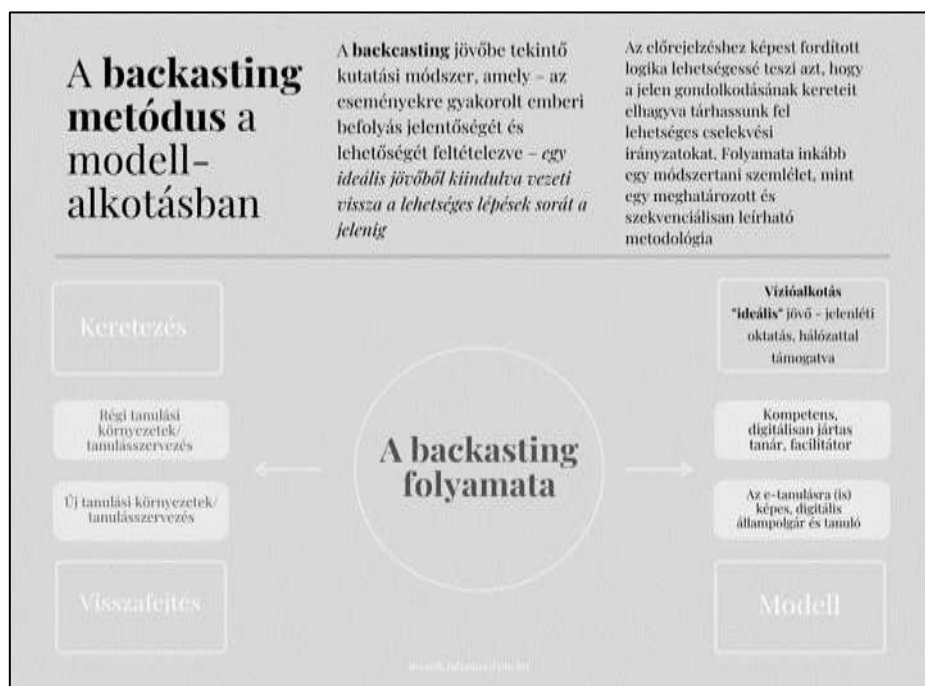 A backasting
metódus a
modell-
alkotásban
A backcasting jövőbe tekintő
kutatási módszer, amely – az
eseményekre gyakorolt emberi
befolyás jelentőségét és
lehetőségét feltételezve – egy
ideális jövőből kiindulva vezeti
vissza a lehetséges lépések sorát a
jelenig
Az előrejelzéshez képest fordított
logika lehetségessé teszi azt, hogy
a jelen gondolkodásának kereteit
elhagyva tárhassunk fel
lehetséges cselekvési
irányzatokat. Folyamata inkább
egy módszertani szemlélet, mint
egy meghatározott és
szekvenciálisan leírható
metodológia
Keretezés
Régi tanulási
környezetek/
tanulásszervezés
Új tanulási környezetek/
tanulásszervezés
Visszafejtés
A backasting
folyamata
Vízióalkotás
"ideális" jövő – jelenléti
oktatás, hálózattal
támogatva
Kompetens,
digitálisan jártas
tanár, facilitátor
Az e-tanulásra (is)
képes, digitális
állampolgár és tanuló
Modell